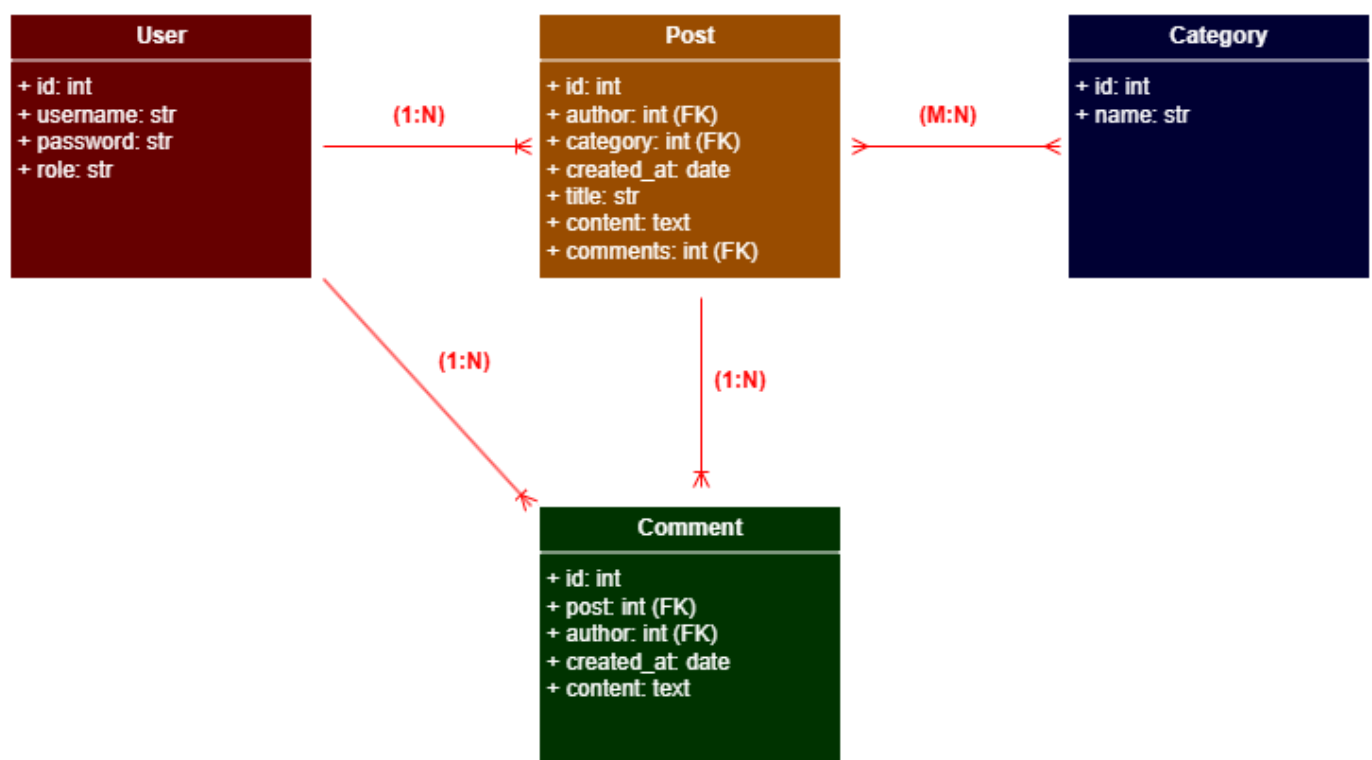 User
+ id: int
+ username: str
+ password: str
+ role: str
(1:N)
Post
+ id: int
+ author: int (FK)
+ category: int (FK)
+ created_at: date
+ title: str
+ content: text
+ comments: int (FK)
(M:N)
Category
+ id: int
+ name: str
(1:N)
(1:N)
Comment
+ id: int
+ post: int (FK)
+ author: int (FK)
+ created_at: date
+ content: text